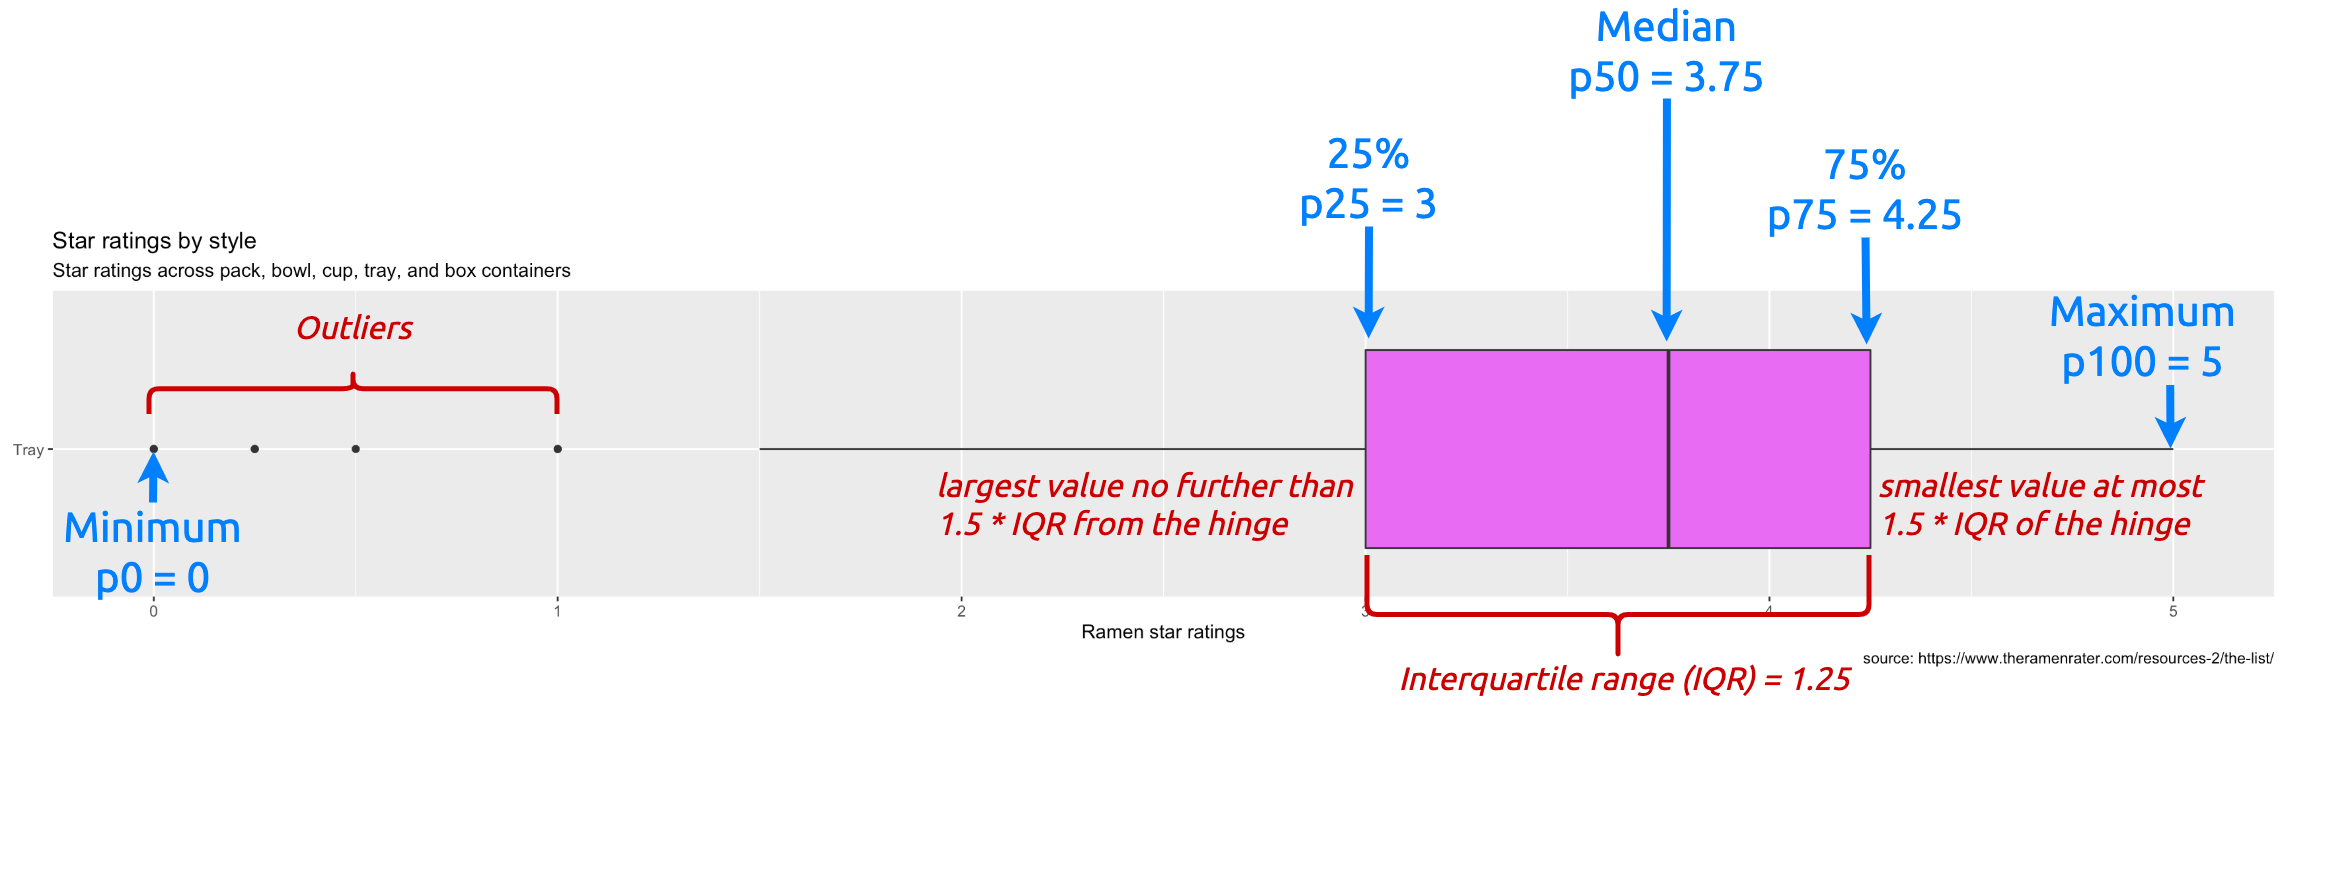 Median
p50 = 3.75
25%
p25 = 3
75%
p75 = 4.25
Star ratings by style
Star ratings across pack, bowl, cup, tray, and box containers
Outliers
Maximum
p100 = 5
Tray
largest value no further than
1.5 * IQR from the hinge
smallest value at most
1.5 * IQR of the hinge
Minimum
p0 = 0
0 1 2 3 4 5
Ramen star ratings
source: https://www.theramenrater.com/resources-2/the-list/
Interquartile range (IQR) = 1.25